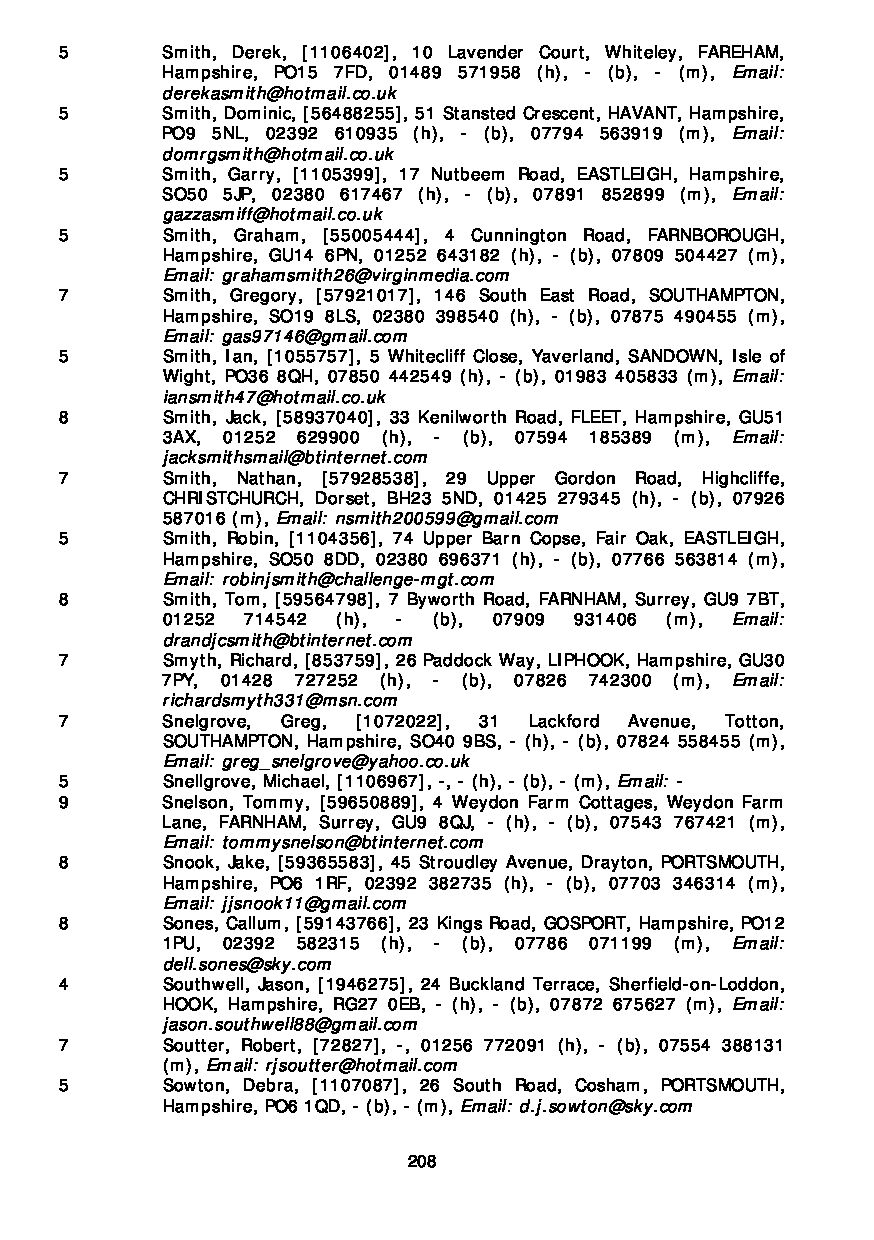 5 Smith, Derek, [1106402], 10 Lavender Court, Whiteley, FAREHAM,
Hampshire, PO15 7FD, 01489 571958 (h), - (b), - (m), Email:
derekasmith@hotmail.co.uk
5 Smith, Dominic, [56488255], 51 Stansted Crescent, HAVANT, Hampshire,
PO9 5NL, 02392 610935 (h), - (b), 07794 563919 (m), Email:
domrgsmith@hotmail.co.uk
5 Smith, Garry, [1105399], 17 Nutbeem Road, EASTLEIGH, Hampshire,
SO50 5JP, 02380 617467 (h), - (b), 07891 852899 (m), Email:
gazzasmiff@hotmail.co.uk
5 Smith, Graham, [55005444], 4 Cunnington Road, FARNBOROUGH,
Hampshire, GU14 6PN, 01252 643182 (h), - (b), 07809 504427 (m),
Email: grahamsmith26@virginmedia.com
7 Smith, Gregory, [57921017], 146 South East Road, SOUTHAMPTON,
Hampshire, SO19 8LS, 02380 398540 (h), - (b), 07875 490455 (m),
Email: gas97146@gmail.com
5 Smith, Ian, [1055757], 5 Whitecliff Close, Yaverland, SANDOWN, Isle of
Wight, PO36 8QH, 07850 442549 (h), - (b), 01983 405833 (m), Email:
iansmith47@hotmail.co.uk
8 Smith, Jack, [58937040], 33 Kenilworth Road, FLEET, Hampshire, GU51
3AX, 01252 629900 (h), - (b), 07594 185389 (m), Email:
jacksmithsmail@btinternet.com
7 Smith, Nathan, [57928538], 29 Upper Gordon Road, Highcliffe,
CHRISTCHURCH, Dorset, BH23 5ND, 01425 279345 (h), - (b), 07926
587016 (m), Email: nsmith200599@gmail.com
5 Smith, Robin, [1104356], 74 Upper Barn Copse, Fair Oak, EASTLEIGH,
Hampshire, SO50 8DD, 02380 696371 (h), - (b), 07766 563814 (m),
Email: robinjsmith@challenge-mgt.com
8 Smith, Tom, [59564798], 7 Byworth Road, FARNHAM, Surrey, GU9 7BT,
01252 714542 (h), - (b), 07909 931406 (m), Email:
drandjcsmith@btinternet.com
7 Smyth, Richard, [853759], 26 Paddock Way, LIPHOOK, Hampshire, GU30
7PY, 01428 727252 (h), - (b), 07826 742300 (m), Email:
richardsmyth331@msn.com
7 Snelgrove, Greg, [1072022], 31 Lackford Avenue, Totton,
SOUTHAMPTON, Hampshire, SO40 9BS, - (h), - (b), 07824 558455 (m),
Email: greg_snelgrove@yahoo.co.uk
5 Snellgrove, Michael, [1106967], -, - (h), - (b), - (m), Email: -
9 Snelson, Tommy, [59650889], 4 Weydon Farm Cottages, Weydon Farm
Lane, FARNHAM, Surrey, GU9 8QJ, - (h), - (b), 07543 767421 (m),
Email: tommysnelson@btinternet.com
8 Snook, Jake, [59365583], 45 Stroudley Avenue, Drayton, PORTSMOUTH,
Hampshire, PO6 1RF, 02392 382735 (h), - (b), 07703 346314 (m),
Email: jjsnook11@gmail.com
8 Sones, Callum, [59143766], 23 Kings Road, GOSPORT, Hampshire, PO12
1PU, 02392 582315 (h), - (b), 07786 071199 (m), Email:
dell.sones@sky.com
4 Southwell, Jason, [1946275], 24 Buckland Terrace, Sherfield-on-Loddon,
HOOK, Hampshire, RG27 0EB, - (h), - (b), 07872 675627 (m), Email:
jason.southwell88@gmail.com
7 Soutter, Robert, [72827], -, 01256 772091 (h), - (b), 07554 388131
(m), Email: rjsoutter@hotmail.com
5 Sowton, Debra, [1107087], 26 South Road, Cosham, PORTSMOUTH,
Hampshire, PO6 1QD, - (b), - (m), Email: d.j.sowton@sky.com
208